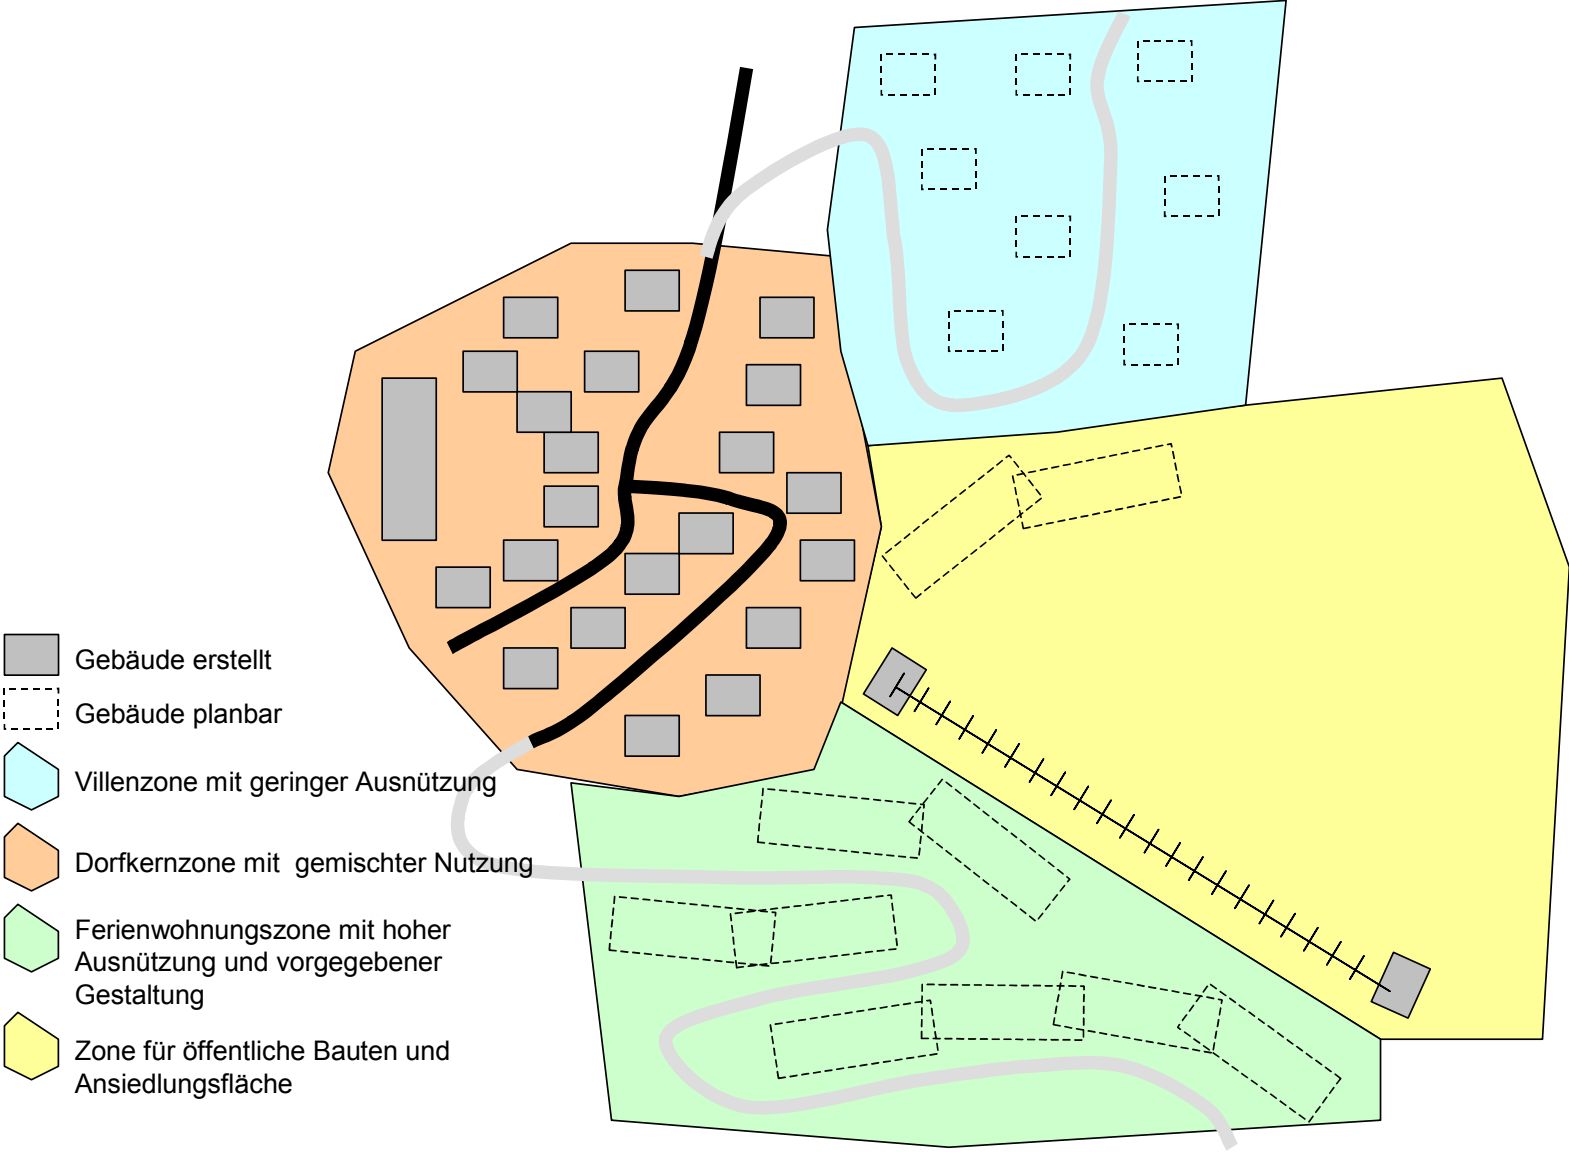 Gebäude erstellt
Gebäude planbar
Villenzone mit geringer Ausnützung
Dorfkernzone mit  gemischter Nutzung
Ferienwohnungszone mit hoher
Ausnützung und vorgegebener
Gestaltung
Zone für öffentliche Bauten und
Ansiedlungsfläche